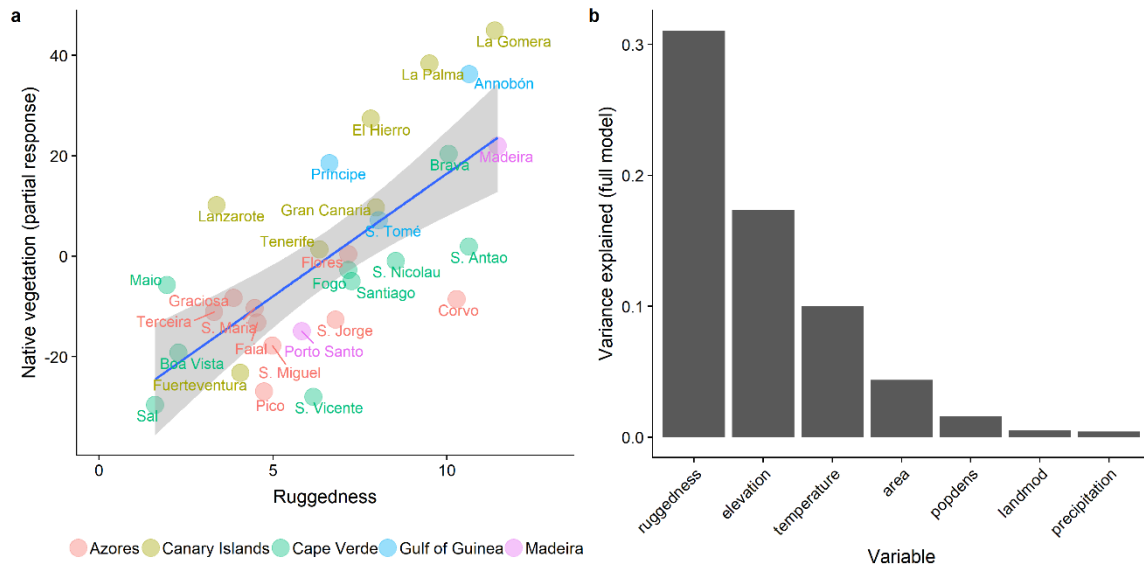 a
Native vegetation (partial response)
40
20
0
-20
La Gomera
La Palma
Annobón
El Hierro
Madeira
Brava
Príncipe
Lanzarote
Gran Canaria
S. Tomé
Tenerife
S. Antao
Flores
S. Nicolau
Maio
Fogo
Santiago
Graciosa
Corvo
Terceira
S. Maria
S. Jorge
Faial
Porto Santo
Boa Vista
S. Miguel
Fuerteventura
Pico
S. Vicente
Sal
0 5 10
Ruggedness
Azores Canary Islands Cape Verde Gulf of Guinea Madeira
b
Variance explained (full model)
0.3
0.2
0.1
0.0
ruggedness
elevation
temperature
area
popdens
landmod
precipitation
Variable